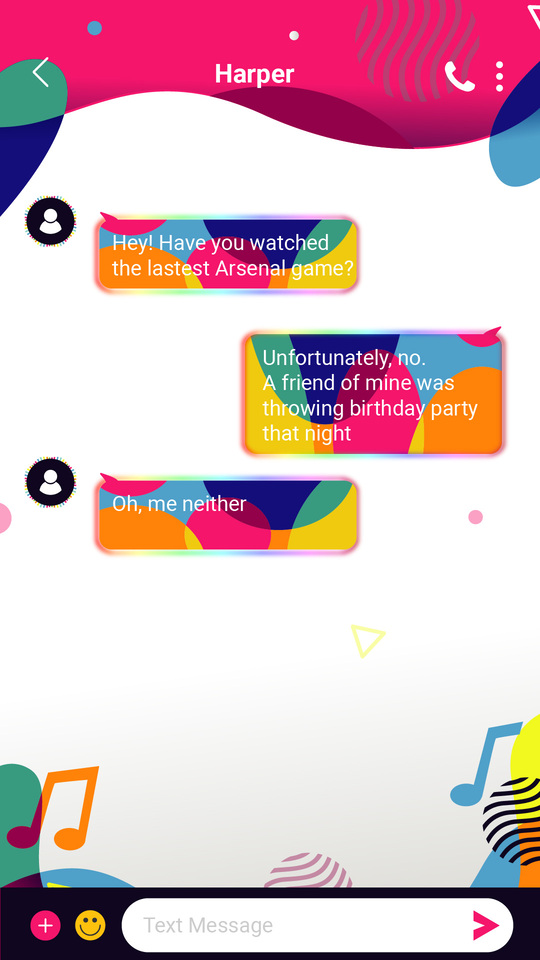 Harper
Hey! Have you watched
the lastest Arsenal game?
Unfortunately, no.
A friend of mine was
throwing birthday party
that night
Oh, me neither
Text Message